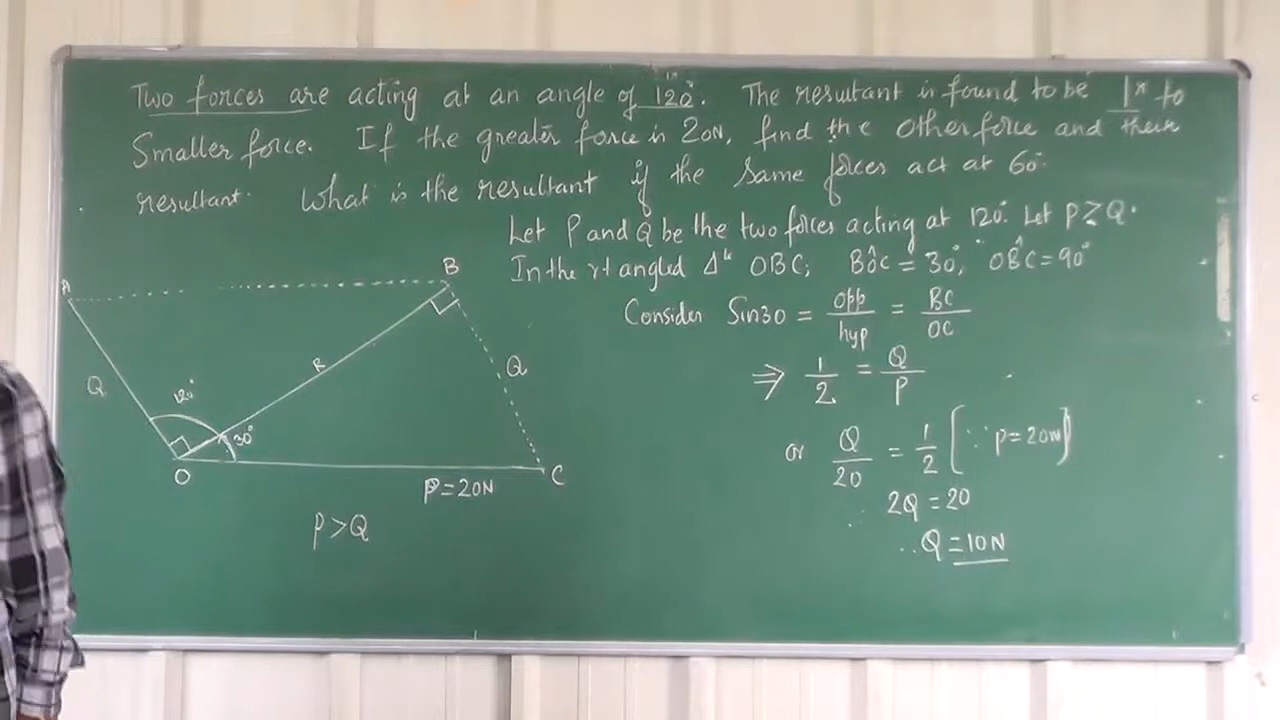 Two forces are acting at an angle of 120°. The resultant is found to be ⊥r to
Smaller force. If the greater force is 20N, find the other force and their
resultant. What is the resultant if the same forces act at 60°.
Let P and Q be the two forces acting at 120°. Let P ≥ Q.
In the rt angled Δle OBC; BÔC = 30°, OB̂C = 90°
Consider Sin30 = opp/hyp = BC/OC
⇒ 1/2 = Q/P
or Q/20 = 1/2 [∵ P = 20N]
2Q = 20
∴ Q = 10N
A
B
Q
120°
R
30°
Q
O
P = 20N
C
P > Q